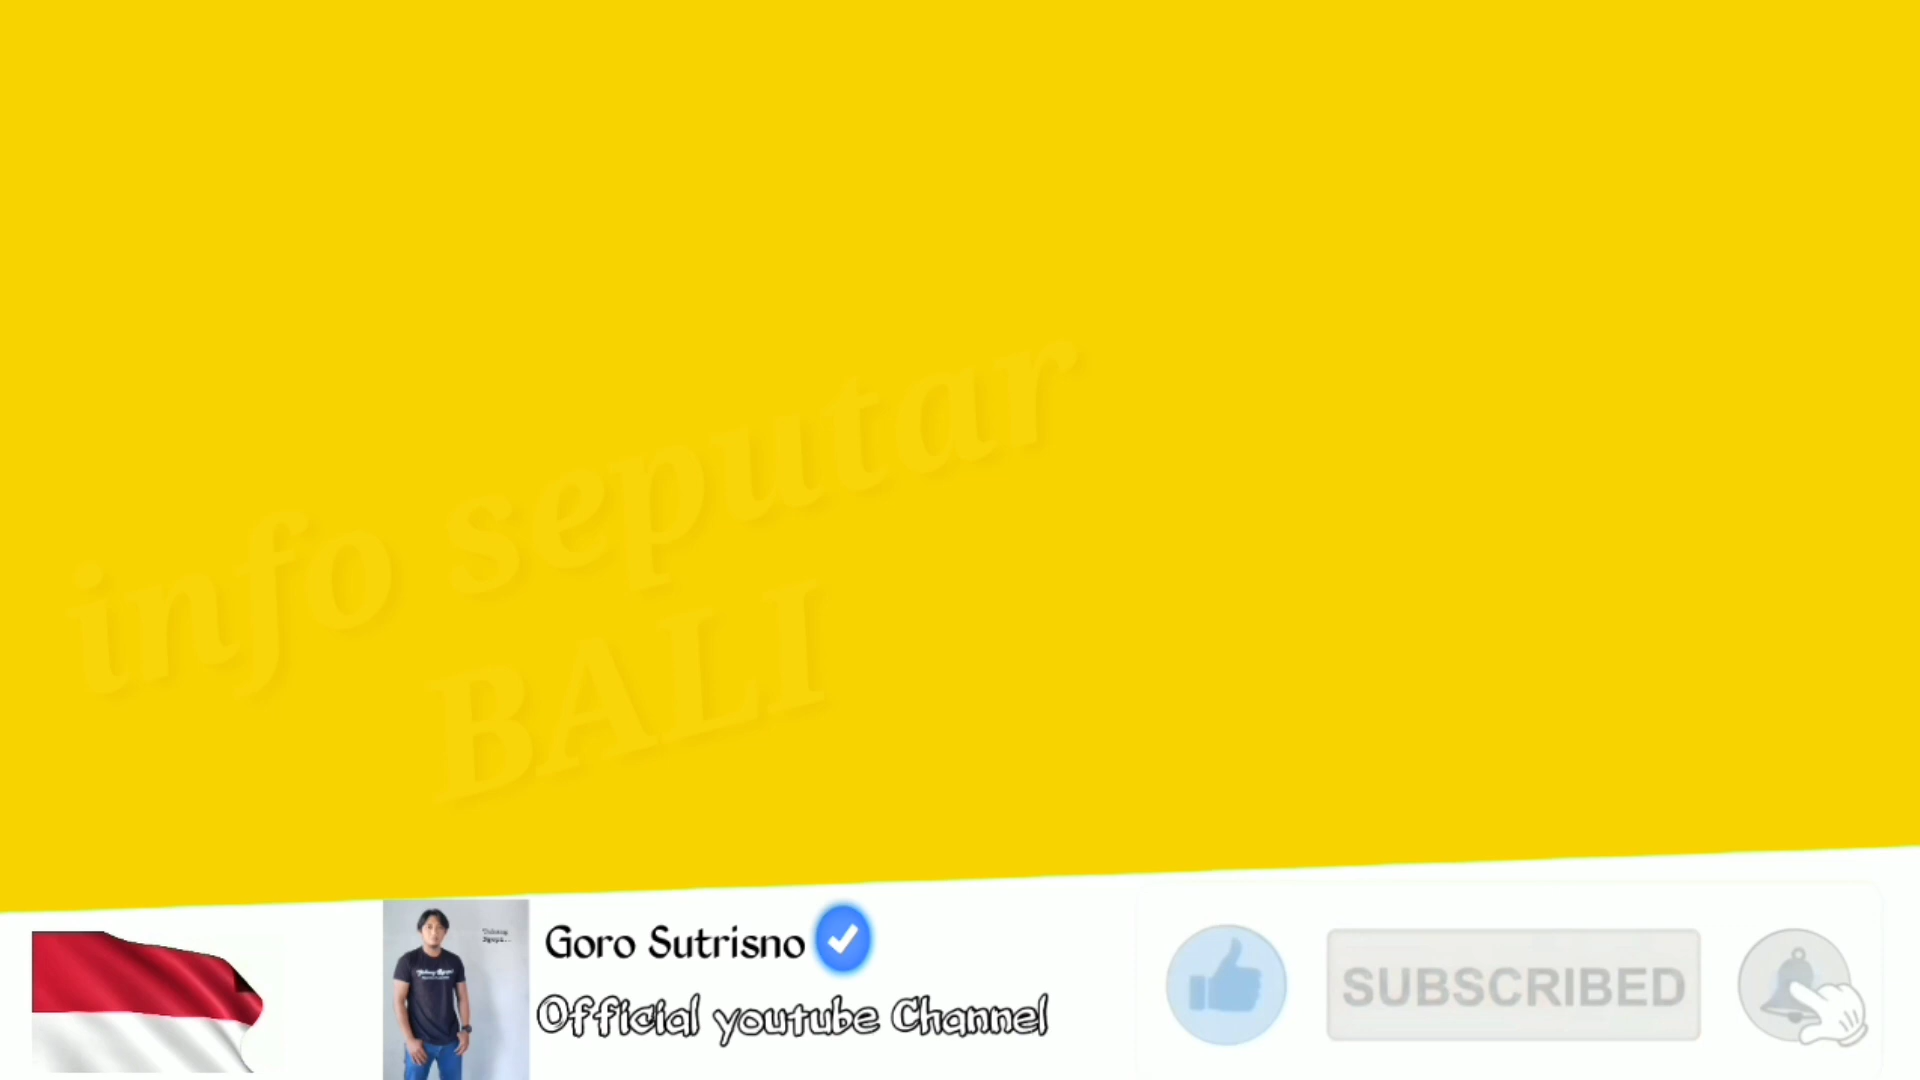 info seputar
BALI
Goro Sutrisno
Official youtube Channel
SUBSCRIBED